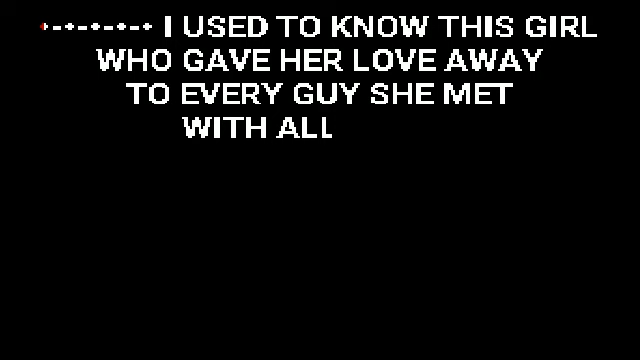 •-•-•-•-• I USED TO KNOW THIS GIRL
WHO GAVE HER LOVE AWAY
TO EVERY GUY SHE MET
WITH ALL